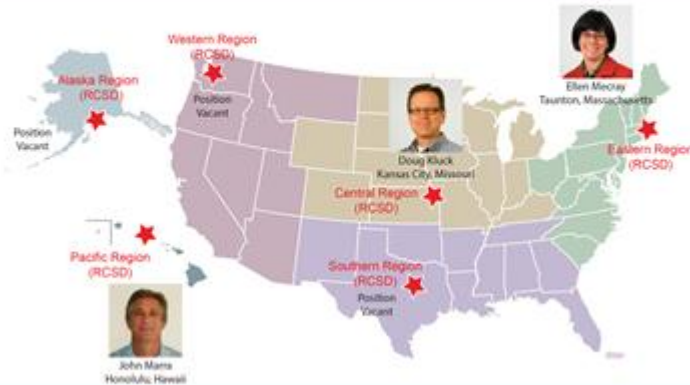 Western Region
(RCSD)
Position
Vacant
Alaska Region
(RCSD)
Position
Vacant
Ellen Mecray
Taunton, Massachusetts
Eastern Region
(RCSD)
Doug Kluck
Kansas City, Missouri
Central Region
(RCSD)
Pacific Region
(RCSD)
Southern Region
(RCSD)
Position
Vacant
John Marra
Honolulu, Hawaii